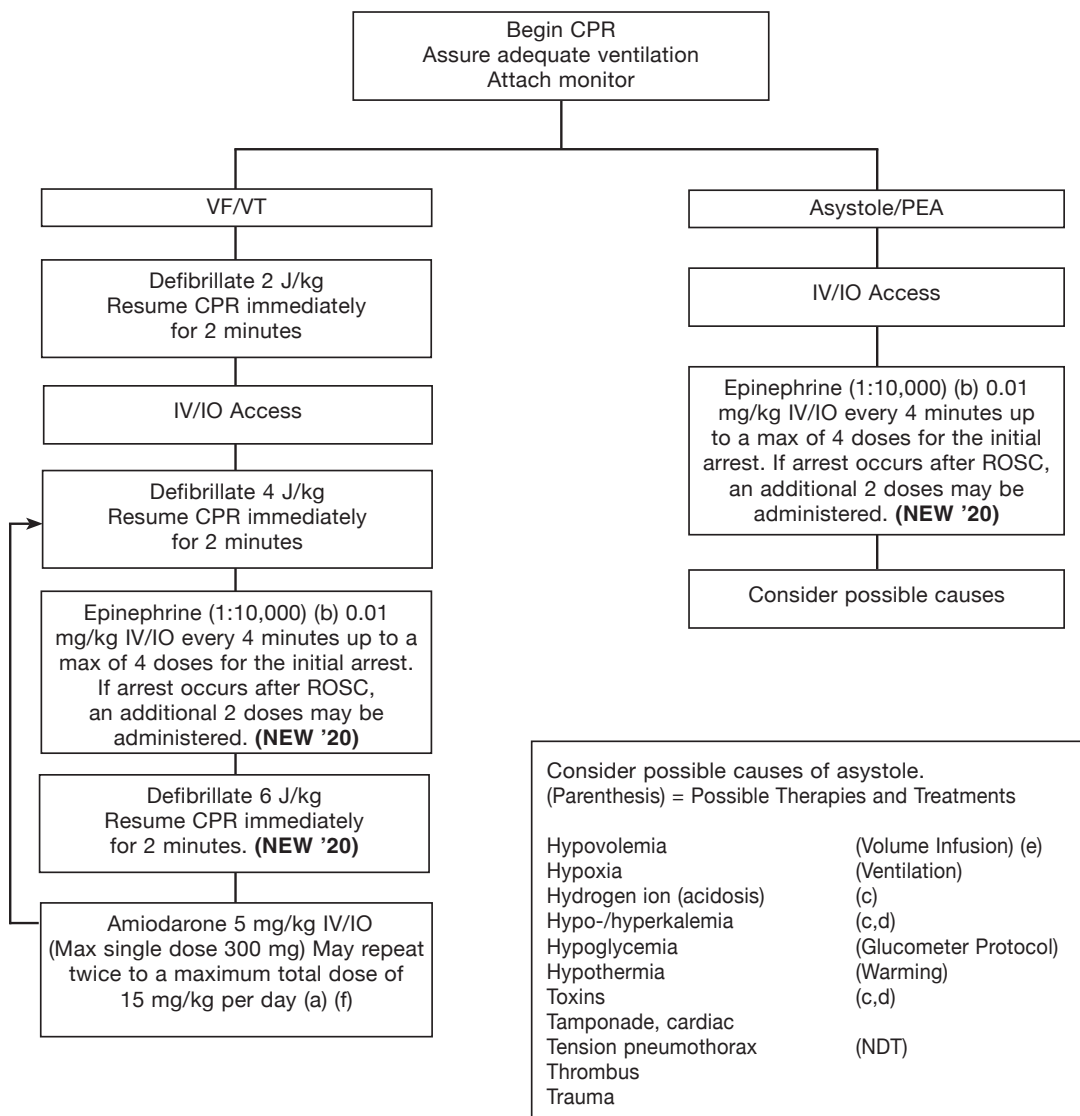 Begin CPR
Assure adequate ventilation
Attach monitor
VF/VT
Defibrillate 2 J/kg
Resume CPR immediately
for 2 minutes
IV/IO Access
Defibrillate 4 J/kg
Resume CPR immediately
for 2 minutes
Epinephrine (1:10,000) (b) 0.01
mg/kg IV/IO every 4 minutes up to a
max of 4 doses for the initial arrest.
If arrest occurs after ROSC,
an additional 2 doses may be
administered. (NEW '20)
Defibrillate 6 J/kg
Resume CPR immediately
for 2 minutes. (NEW '20)
Amiodarone 5 mg/kg IV/IO
(Max single dose 300 mg) May repeat
twice to a maximum total dose of
15 mg/kg per day (a) (f)
Asystole/PEA
IV/IO Access
Epinephrine (1:10,000) (b) 0.01
mg/kg IV/IO every 4 minutes up
to a max of 4 doses for the initial
arrest. If arrest occurs after ROSC,
an additional 2 doses may be
administered. (NEW '20)
Consider possible causes
Consider possible causes of asystole.
(Parenthesis) = Possible Therapies and Treatments
Hypovolemia (Volume Infusion) (e)
Hypoxia (Ventilation)
Hydrogen ion (acidosis) (c)
Hypo-/hyperkalemia (c,d)
Hypoglycemia (Glucometer Protocol)
Hypothermia (Warming)
Toxins (c,d)
Tamponade, cardiac
Tension pneumothorax (NDT)
Thrombus
Trauma